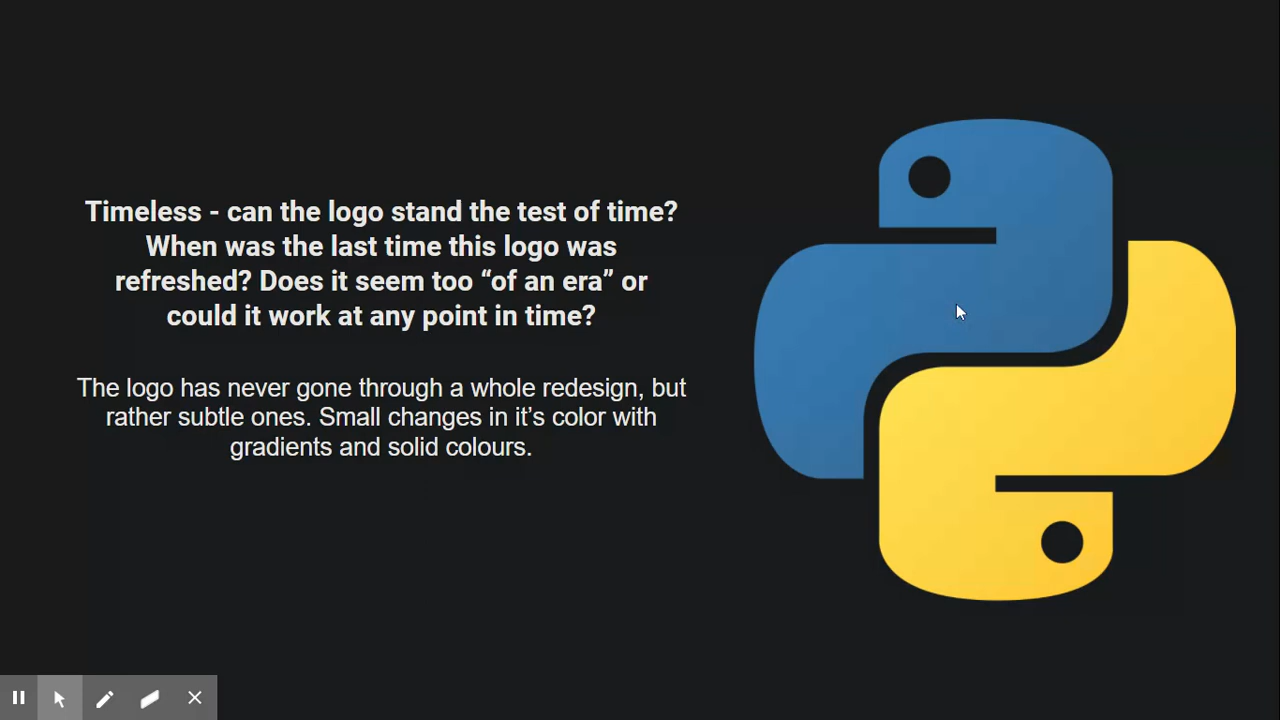 Timeless - can the logo stand the test of time?
When was the last time this logo was
refreshed? Does it seem too “of an era” or
could it work at any point in time?
The logo has never gone through a whole redesign, but
rather subtle ones. Small changes in it’s color with
gradients and solid colours.